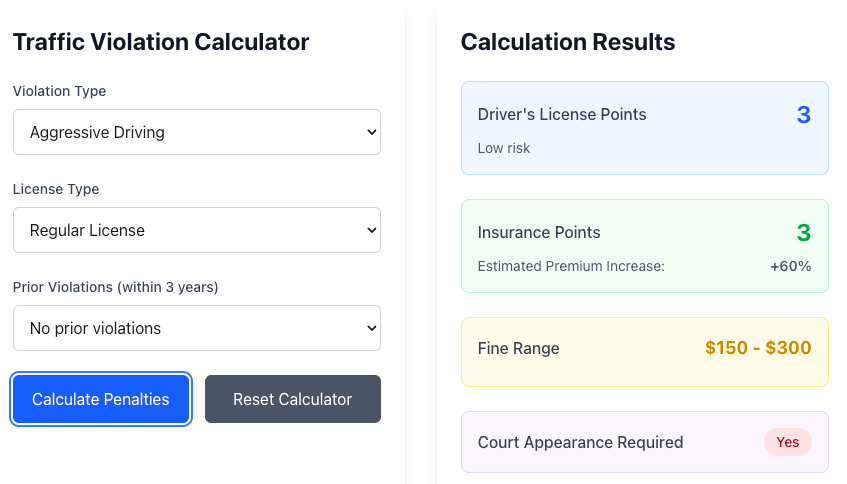 Traffic Violation Calculator
Violation Type
Aggressive Driving
License Type
Regular License
Prior Violations (within 3 years)
No prior violations
Calculate Penalties
Reset Calculator
Calculation Results
Driver's License Points 3
Low risk
Insurance Points 3
Estimated Premium Increase: +60%
Fine Range $150 - $300
Court Appearance Required Yes